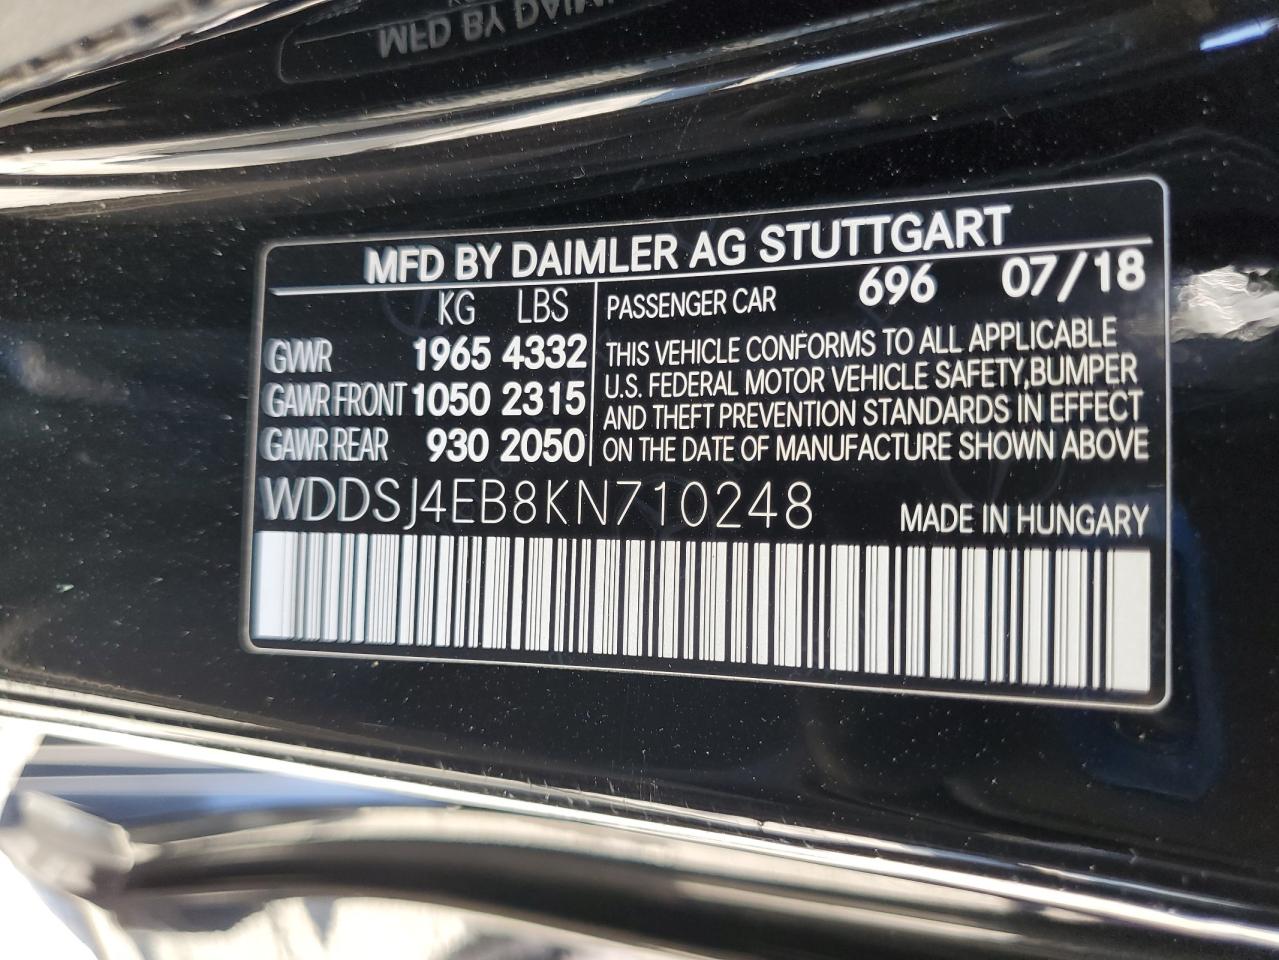 MFD BY DAIMLER AG STUTTGART
KG LBS
GVWR 1965 4332
GAWR FRONT 1050 2315
GAWR REAR 930 2050
PASSENGER CAR 696 07/18
THIS VEHICLE CONFORMS TO ALL APPLICABLE
U.S. FEDERAL MOTOR VEHICLE SAFETY,BUMPER
AND THEFT PREVENTION STANDARDS IN EFFECT
ON THE DATE OF MANUFACTURE SHOWN ABOVE
WDDSJ4EB8KN710248 MADE IN HUNGARY